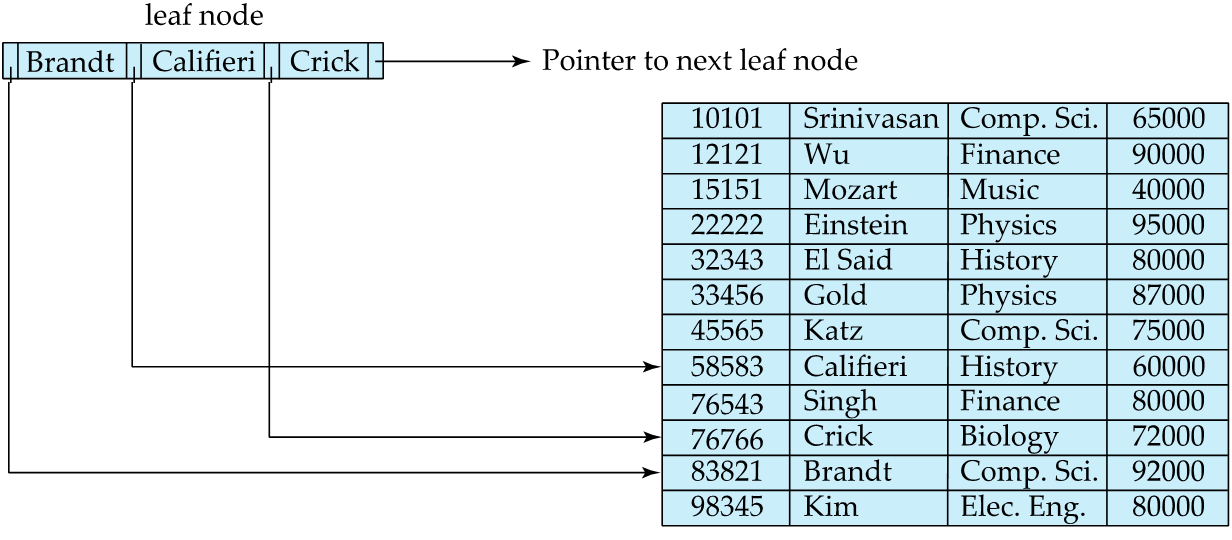 leaf node
Brandt Califieri Crick Pointer to next leaf node
10101 Srinivasan Comp. Sci. 65000
12121 Wu Finance 90000
15151 Mozart Music 40000
22222 Einstein Physics 95000
32343 El Said History 80000
33456 Gold Physics 87000
45565 Katz Comp. Sci. 75000
58583 Califieri History 60000
76543 Singh Finance 80000
76766 Crick Biology 72000
83821 Brandt Comp. Sci. 92000
98345 Kim Elec. Eng. 80000